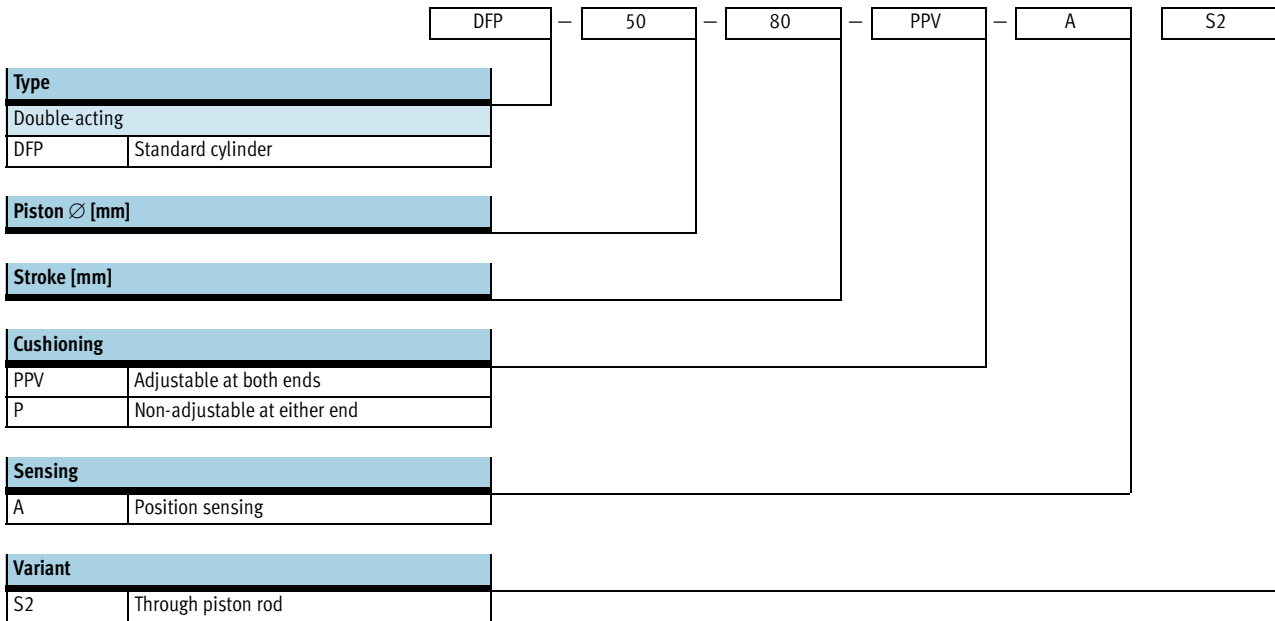 DFP – 50 – 80 – PPV – A S2
Type
Double-acting
DFP Standard cylinder
Piston ∅ [mm]
Stroke [mm]
Cushioning
PPV Adjustable at both ends
P Non-adjustable at either end
Sensing
A Position sensing
Variant
S2 Through piston rod